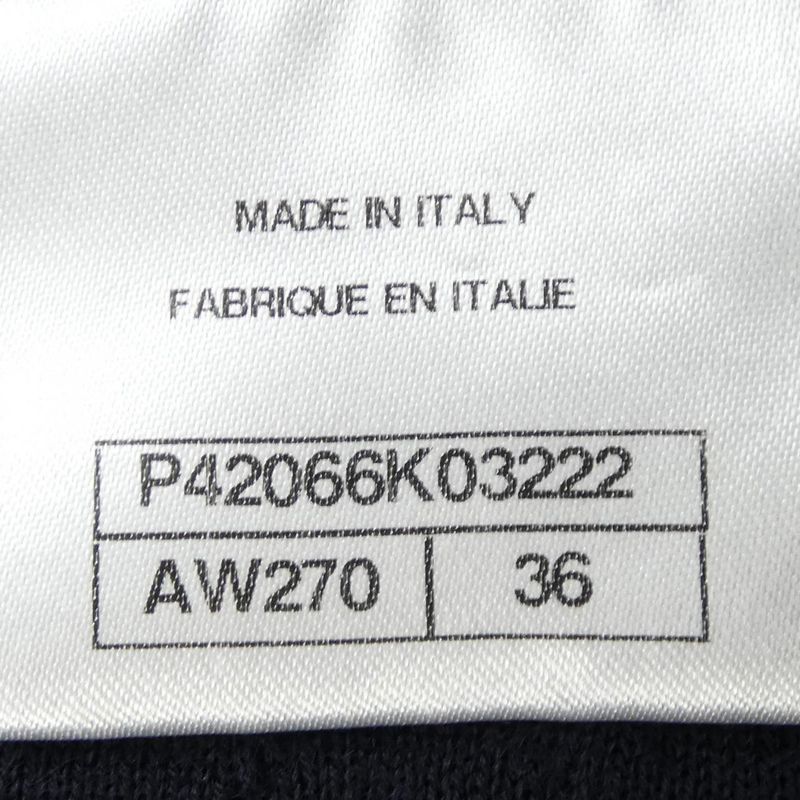 MADE IN ITALY
FABRIQUE EN ITALIE
P42066K03222
AW270 36